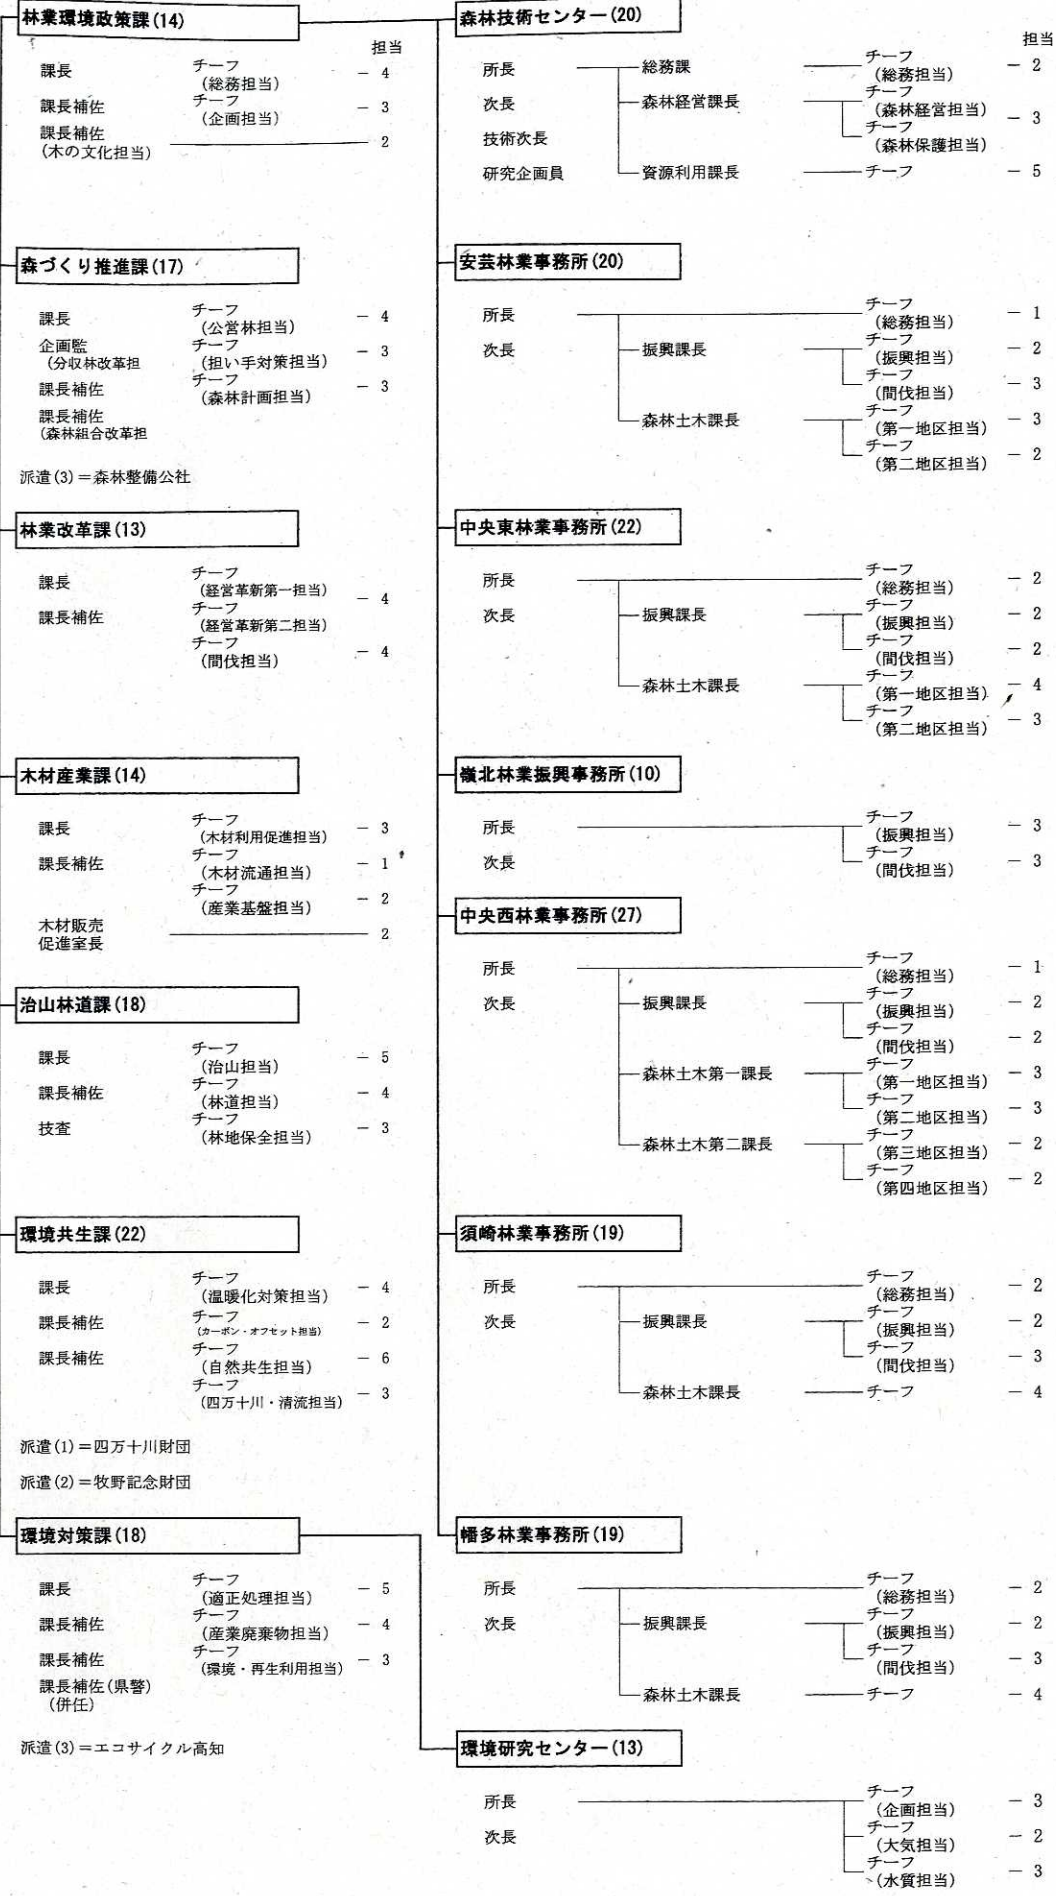 林業環境政策課(14)
担当
課長 チーフ － 4
(総務担当)
課長補佐 チーフ － 3
(企画担当)
課長補佐
(木の文化担当) 2
森づくり推進課(17)
課長 チーフ － 4
(公営林担当)
企画監 チーフ － 3
(分収林改革担 (担い手対策担当)
課長補佐 チーフ － 3
(森林計画担当)
課長補佐
(森林組合改革担
派遣(3)＝森林整備公社
林業改革課(13)
課長 チーフ
(経営革新第一担当) － 4
課長補佐 チーフ
(経営革新第二担当)
チーフ － 4
(間伐担当)
木材産業課(14)
課長 チーフ － 3
(木材利用促進担当)
課長補佐 チーフ － 1
(木材流通担当)
チーフ － 2
(産業基盤担当)
木材販売
促進室長 2
治山林道課(18)
課長 チーフ － 5
(治山担当)
課長補佐 チーフ － 4
(林道担当)
技査 チーフ － 3
(林地保全担当)
環境共生課(22)
課長 チーフ － 4
(温暖化対策担当)
課長補佐 チーフ － 2
(カーボン・オフセット担当)
課長補佐 チーフ － 6
(自然共生担当)
チーフ － 3
(四万十川・清流担当)
派遣(1)＝四万十川財団
派遣(2)＝牧野記念財団
環境対策課(18)
課長 チーフ － 5
(適正処理担当)
課長補佐 チーフ － 4
(産業廃棄物担当)
課長補佐 チーフ － 3
(環境・再生利用担当)
課長補佐(県警)
(併任)
派遣(3)＝エコサイクル高知
森林技術センター(20)
担当
所長 総務課 チーフ － 2
(総務担当)
次長 森林経営課長 チーフ
(森林経営担当) － 3
技術次長 チーフ
(森林保護担当)
研究企画員 資源利用課長 チーフ － 5
安芸林業事務所(20)
所長 チーフ － 1
(総務担当)
次長 振興課長 チーフ － 2
(振興担当)
チーフ － 3
(間伐担当)
森林土木課長 チーフ － 3
(第一地区担当)
チーフ － 2
(第二地区担当)
中央東林業事務所(22)
所長 チーフ － 2
(総務担当)
次長 振興課長 チーフ － 2
(振興担当)
チーフ － 2
(間伐担当)
森林土木課長 チーフ － 4
(第一地区担当)
チーフ － 3
(第二地区担当)
嶺北林業振興事務所(10)
所長 チーフ － 3
(振興担当)
次長 チーフ － 3
(間伐担当)
中央西林業事務所(27)
所長 チーフ － 1
(総務担当)
次長 振興課長 チーフ － 2
(振興担当)
チーフ － 2
(間伐担当)
森林土木第一課長 チーフ － 3
(第一地区担当)
チーフ － 3
(第二地区担当)
森林土木第二課長 チーフ － 2
(第三地区担当)
チーフ － 2
(第四地区担当)
須崎林業事務所(19)
所長 チーフ － 2
(総務担当)
次長 振興課長 チーフ － 2
(振興担当)
チーフ － 3
(間伐担当)
森林土木課長 チーフ － 4
幡多林業事務所(19)
所長 チーフ － 2
(総務担当)
次長 振興課長 チーフ － 2
(振興担当)
チーフ － 3
(間伐担当)
森林土木課長 チーフ － 4
環境研究センター(13)
所長 チーフ － 3
(企画担当)
次長 チーフ － 2
(大気担当)
チーフ － 3
(水質担当)